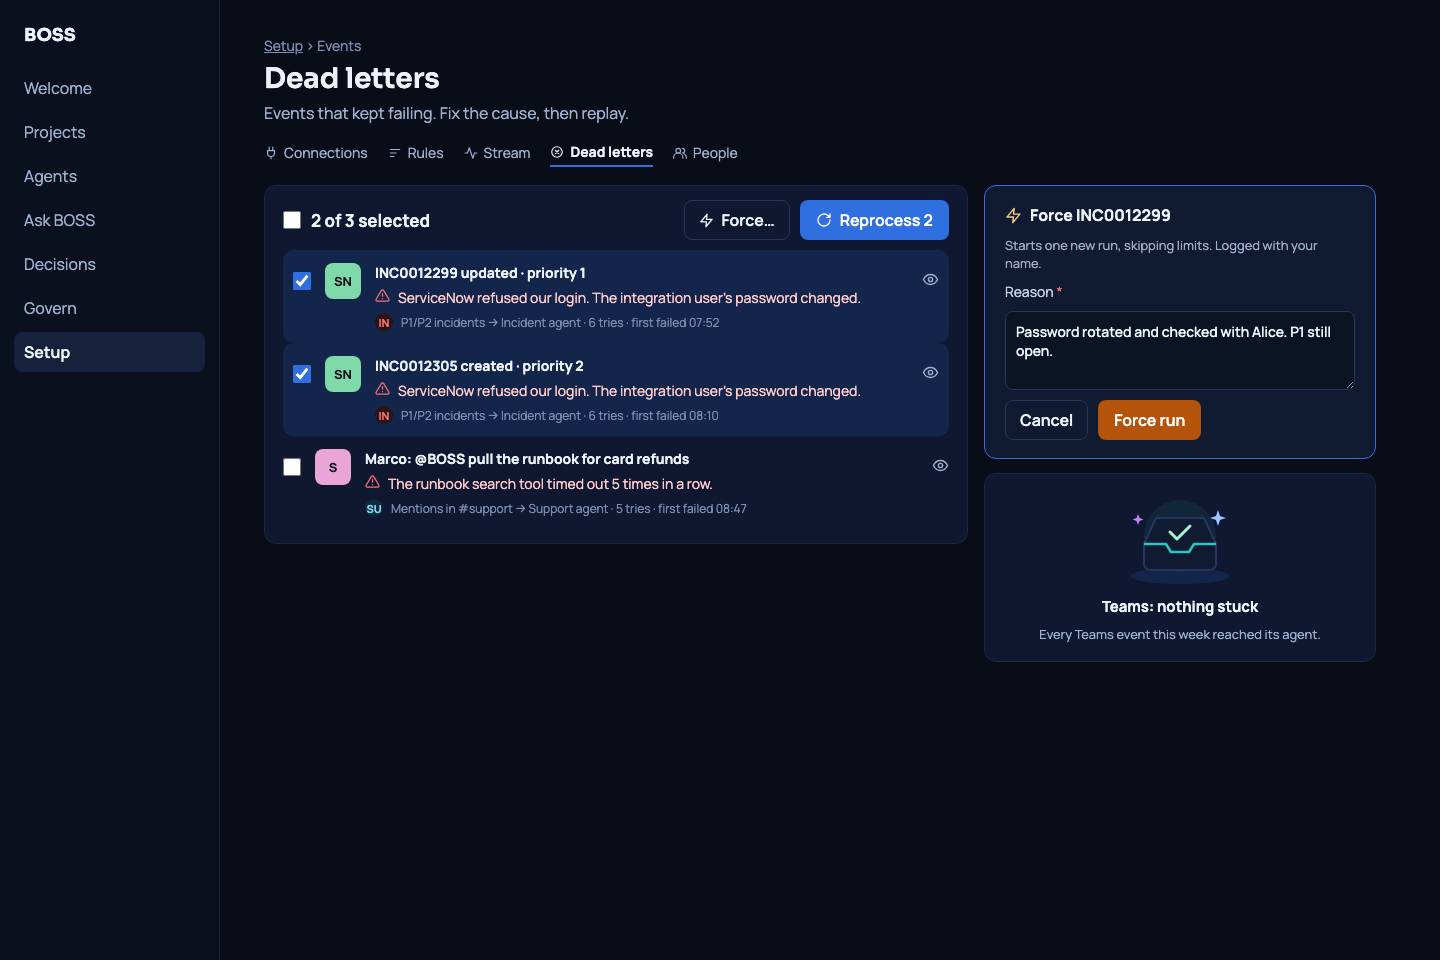 BOSS
Welcome
Projects
Agents
Ask BOSS
Decisions
Govern
Setup
Setup › Events
Dead letters
Events that kept failing. Fix the cause, then replay.
Connections
Rules
Stream
Dead letters
People
2 of 3 selected
Force...
Reprocess 2
SN
INC0012299 updated · priority 1
ServiceNow refused our login. The integration user's password changed.
IN P1/P2 incidents → Incident agent · 6 tries · first failed 07:52
SN
INC0012305 created · priority 2
ServiceNow refused our login. The integration user's password changed.
IN P1/P2 incidents → Incident agent · 6 tries · first failed 08:10
S
Marco: @BOSS pull the runbook for card refunds
The runbook search tool timed out 5 times in a row.
SU Mentions in #support → Support agent · 5 tries · first failed 08:47
Force INC0012299
Starts one new run, skipping limits. Logged with your
name.
Reason *
Password rotated and checked with Alice. P1 still
open.
Cancel
Force run
Teams: nothing stuck
Every Teams event this week reached its agent.